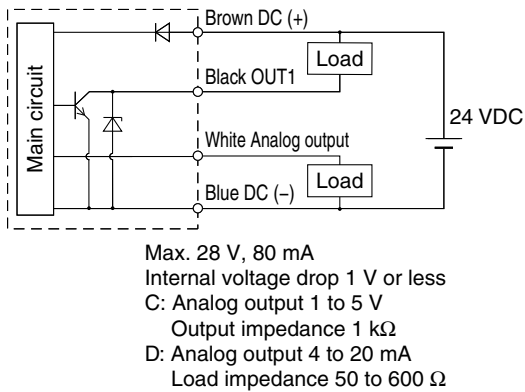 Brown DC (+)
Load
Black OUT1
Main circuit
24 VDC
White Analog output
Load
Blue DC (−)
Max. 28 V, 80 mA
Internal voltage drop 1 V or less
C: Analog output 1 to 5 V
Output impedance 1 kΩ
D: Analog output 4 to 20 mA
Load impedance 50 to 600 Ω